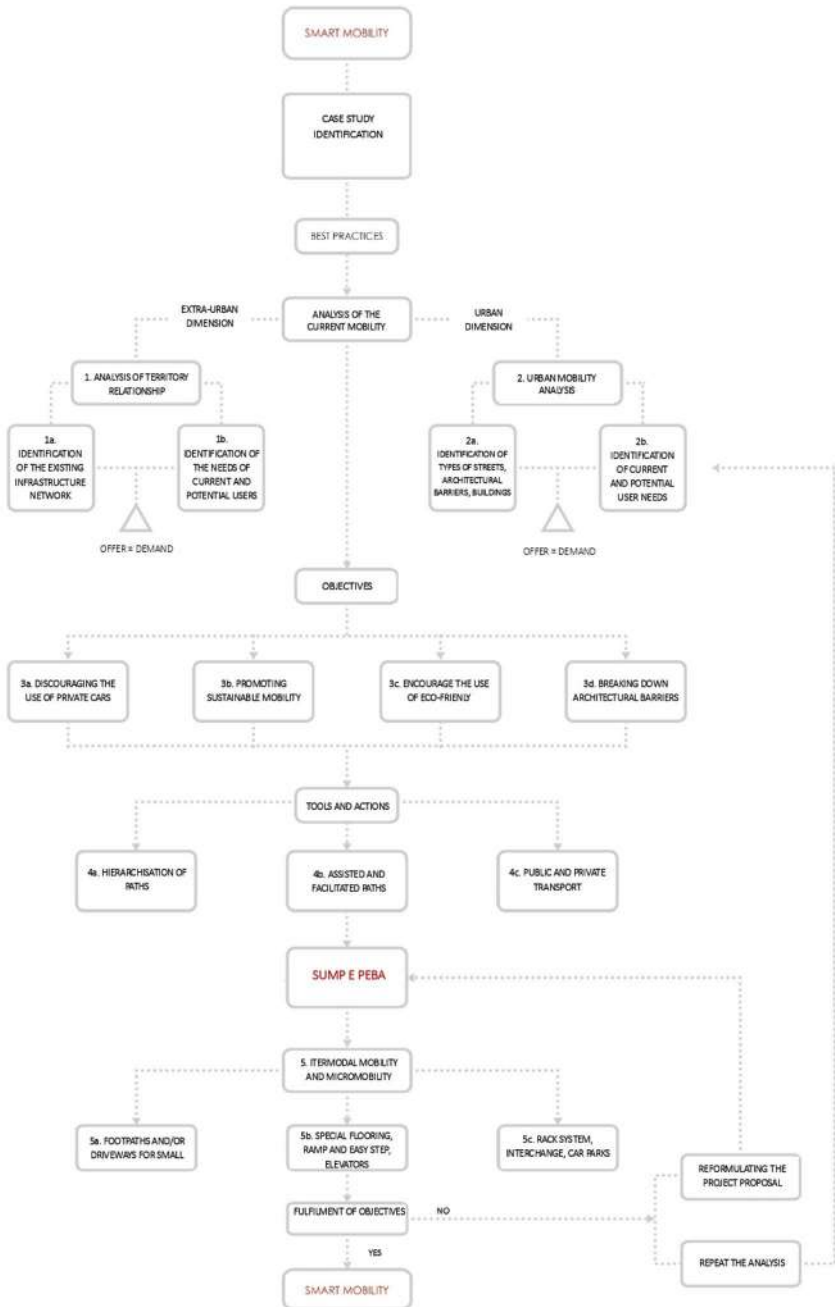 SMART MOBILITY
CASE STUDY
IDENTIFICATION
BEST PRACTICES
EXTRA-URBAN
DIMENSION
ANALYSIS OF THE
CURRENT MOBILITY
URBAN
DIMENSION
1. ANALYSIS OF TERRITORY
RELATIONSHIP
2. URBAN MOBILITY
ANALYSIS
1a.
IDENTIFICATION
OF THE EXISTING
INFRASTRUCTURE
NETWORK
1b.
IDENTIFICATION OF
THE NEEDS OF
CURRENT AND
POTENTIAL USERS
2a.
IDENTIFICATION OF
TYPES OF STREETS,
ARCHITECTURAL
BARRIERS, BUILDINGS
2b.
IDENTIFICATION
OF CURRENT
AND POTENTIAL
USER NEEDS
OFFER = DEMAND
OFFER = DEMAND
OBJECTIVES
3a. DISCOURAGING THE
USE OF PRIVATE CARS
3b. PROMOTING
SUSTAINABLE MOBILITY
3c. ENCOURAGE THE USE
OF ECO-FRIENLY
3d. BREAKING DOWN
ARCHITECTURAL BARRIERS
TOOLS AND ACTIONS
4a. HIERARCHISATION OF
PATHS
4b. ASSISTED AND
FACILITATED PATHS
4c. PUBLIC AND PRIVATE
TRANSPORT
SUMP E PEBA
5. ITERMODAL MOBILITY
AND MICROMOBILITY
5a. FOOTPATHS AND/OR
DRIVEWAYS FOR SMALL
5b. SPECIAL FLOORING,
RAMP AND EASY STEP,
ELEVATORS
5c. RACK SYSTEM,
INTERCHANGE, CAR PARKS
REFORMULATING THE
PROJECT PROPOSAL
FULFILMENT OF OBJECTIVES
NO
YES
REPEAT THE ANALYSIS
SMART MOBILITY